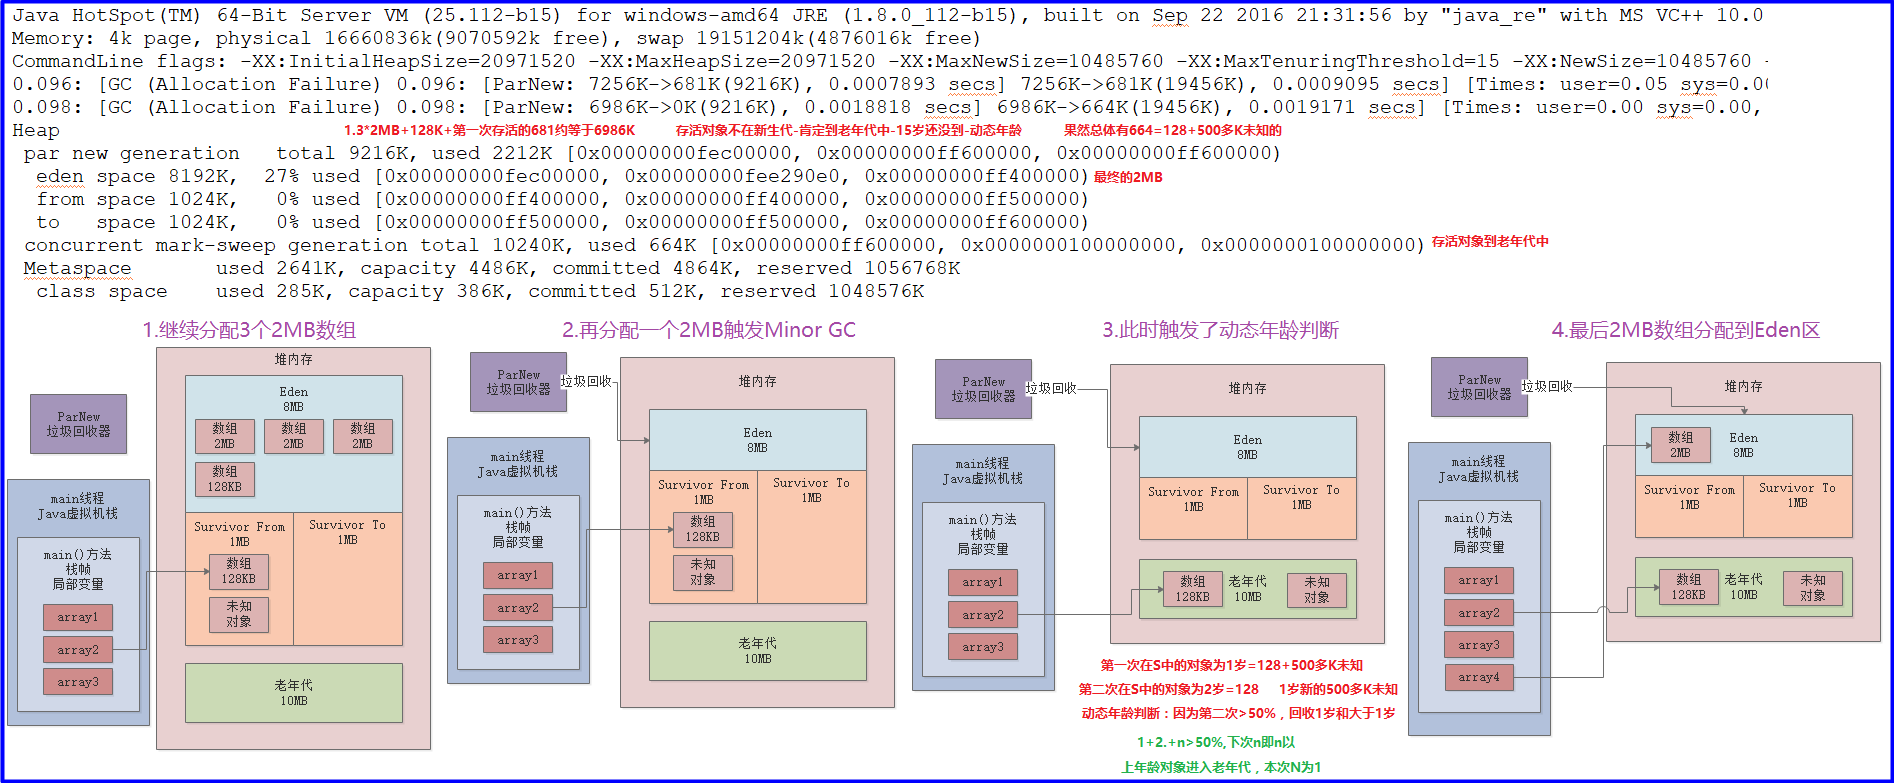 Java HotSpot(TM) 64-Bit Server VM (25.112-b15) for windows-amd64 JRE (1.8.0_112-b15), built on Sep 22 2016 21:31:56 by "java_re" with MS VC++ 10.0
Memory: 4k page, physical 16660836k(9070592k free), swap 19151204k(4876016k free)
CommandLine flags: -XX:InitialHeapSize=20971520 -XX:MaxHeapSize=20971520 -XX:MaxNewSize=10485760 -XX:MaxTenuringThreshold=15 -XX:NewSize=10485760 -
0.096: [GC (Allocation Failure) 0.096: [ParNew: 7256K->681K(9216K), 0.0007893 secs] 7256K->681K(19456K), 0.0009095 secs] [Times: user=0.05 sys=0.00
0.098: [GC (Allocation Failure) 0.098: [ParNew: 6986K->0K(9216K), 0.0018818 secs] 6986K->664K(19456K), 0.0019171 secs] [Times: user=0.00 sys=0.00,
Heap
1.3*2MB+128K+第一次存活的681约等于6986K 存活对象不在新生代-肯定到老年代中-15岁还没到-动态年龄 果然总体有664=128+500多K未知的
par new generation total 9216K, used 2212K [0x00000000fec00000, 0x00000000ff600000, 0x00000000ff600000)
eden space 8192K, 27% used [0x00000000fec00000, 0x00000000fee290e0, 0x00000000ff400000) 最终的2MB
from space 1024K, 0% used [0x00000000ff400000, 0x00000000ff400000, 0x00000000ff500000)
to space 1024K, 0% used [0x00000000ff500000, 0x00000000ff500000, 0x00000000ff600000)
concurrent mark-sweep generation total 10240K, used 664K [0x00000000ff600000, 0x0000000100000000, 0x0000000100000000) 存活对象到老年代中
Metaspace used 2641K, capacity 4486K, committed 4864K, reserved 1056768K
class space used 285K, capacity 386K, committed 512K, reserved 1048576K
1.继续分配3个2MB数组
堆内存
ParNew
垃圾回收器
Eden
8MB
数组
2MB
数组
2MB
数组
2MB
数组
128KB
main线程
Java虚拟机栈
main()方法
栈帧
局部变量
array1
array2
array3
Survivor From
1MB
Survivor To
1MB
数组
128KB
未知
对象
老年代
10MB
2.再分配一个2MB触发Minor GC
ParNew
垃圾回收器
垃圾回收
堆内存
Eden
8MB
main线程
Java虚拟机栈
main()方法
栈帧
局部变量
array1
array2
array3
Survivor From
1MB
Survivor To
1MB
数组
128KB
未知
对象
老年代
10MB
3.此时触发了动态年龄判断
ParNew
垃圾回收器
垃圾回收
堆内存
Eden
8MB
main线程
Java虚拟机栈
main()方法
栈帧
局部变量
array1
array2
array3
Survivor From
1MB
Survivor To
1MB
数组
128KB
老年代
10MB
未知
对象
第一次在S中的对象为1岁=128+500多K未知
第二次在S中的对象为2岁=128 1岁新的500多K未知
动态年龄判断：因为第二次>50%，回收1岁和大于1岁
1+2.+n>50%,下次n即n以
上年龄对象进入老年代，本次N为1
4.最后2MB数组分配到Eden区
ParNew
垃圾回收器
垃圾回收
堆内存
数组
2MB
Eden
8MB
main线程
Java虚拟机栈
main()方法
栈帧
局部变量
array1
array2
array3
array4
Survivor From
1MB
Survivor To
1MB
数组
128KB
老年代
10MB
未知
对象